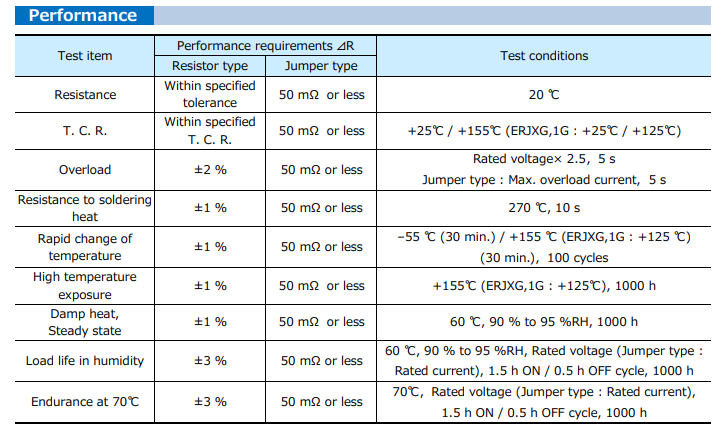 Performance
Test item
Performance requirements ⊿R
Test conditions
Resistor type
Jumper type
Resistance
Within specified
tolerance
50 mΩ or less
20 ℃
T. C. R.
Within specified
T. C. R.
50 mΩ or less
+25℃ / +155℃ (ERJXG,1G : +25℃ / +125℃)
Overload
±2 %
50 mΩ or less
Rated voltage× 2.5, 5 s
Jumper type : Max. overload current, 5 s
Resistance to soldering
heat
±1 %
50 mΩ or less
270 ℃, 10 s
Rapid change of
temperature
±1 %
50 mΩ or less
–55 ℃ (30 min.) / +155 ℃ (ERJXG,1G : +125 ℃)
(30 min.), 100 cycles
High temperature
exposure
±1 %
50 mΩ or less
+155℃ (ERJXG,1G : +125℃), 1000 h
Damp heat,
Steady state
±1 %
50 mΩ or less
60 ℃, 90 % to 95 %RH, 1000 h
Load life in humidity
±3 %
50 mΩ or less
60 ℃, 90 % to 95 %RH, Rated voltage (Jumper type :
Rated current), 1.5 h ON / 0.5 h OFF cycle, 1000 h
Endurance at 70℃
±3 %
50 mΩ or less
70℃, Rated voltage (Jumper type : Rated current),
1.5 h ON / 0.5 h OFF cycle, 1000 h